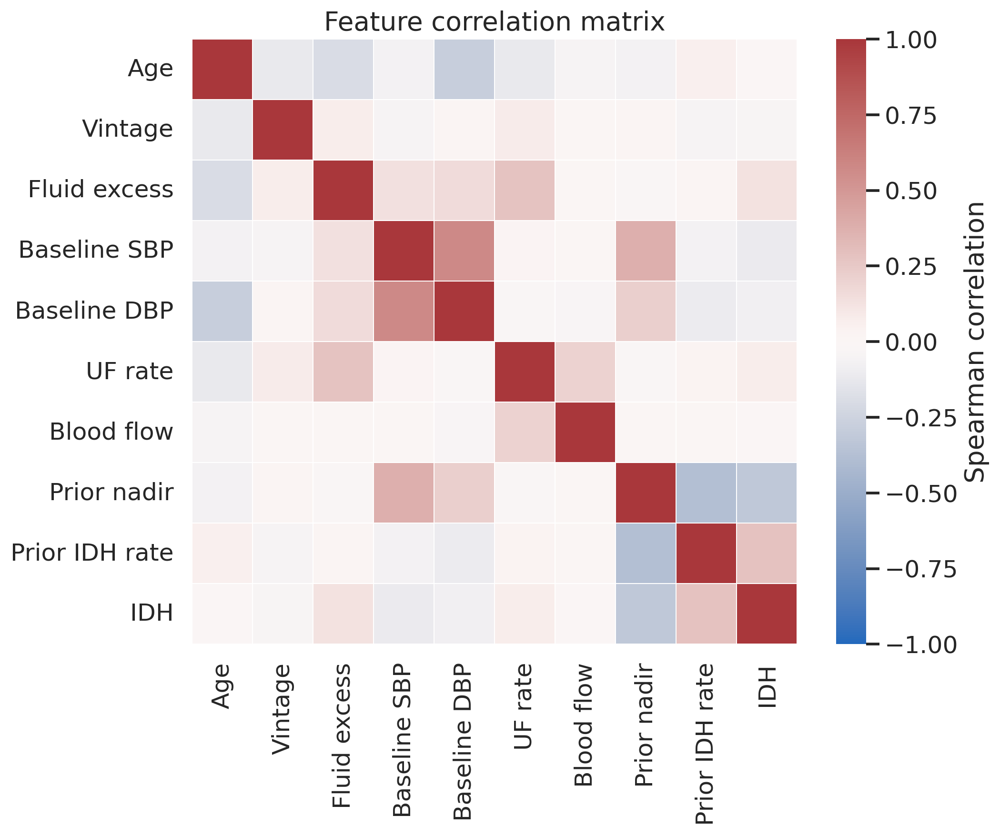 Feature correlation matrix
Age
Vintage
Fluid excess
Baseline SBP
Baseline DBP
UF rate
Blood flow
Prior nadir
Prior IDH rate
IDH
Age
Vintage
Fluid excess
Baseline SBP
Baseline DBP
UF rate
Blood flow
Prior nadir
Prior IDH rate
IDH
1.00
0.75
0.50
0.25
0.00
−0.25
−0.50
−0.75
−1.00
Spearman correlation